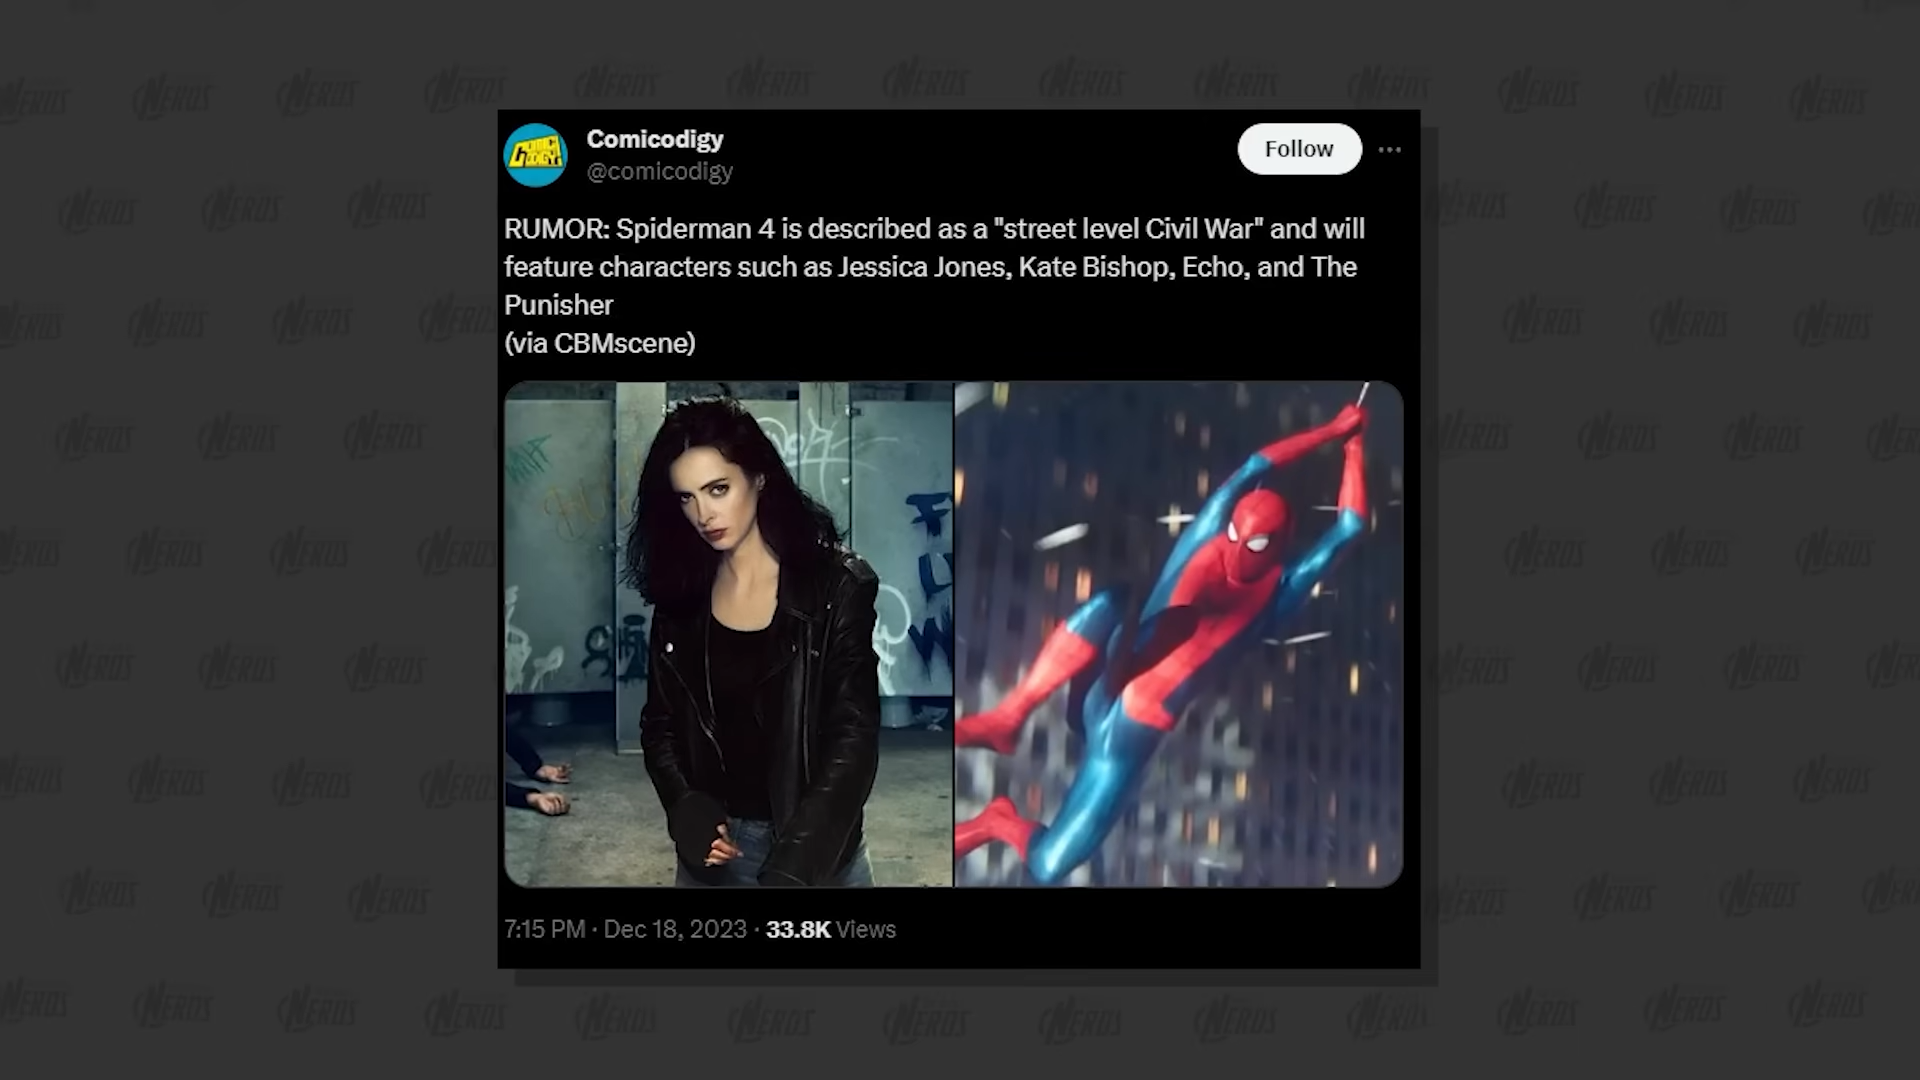 Comicodigy
@comicodigy
Follow
RUMOR: Spiderman 4 is described as a "street level Civil War" and will
feature characters such as Jessica Jones, Kate Bishop, Echo, and The
Punisher
(via CBMscene)
7:15 PM · Dec 18, 2023 · 33.8K Views